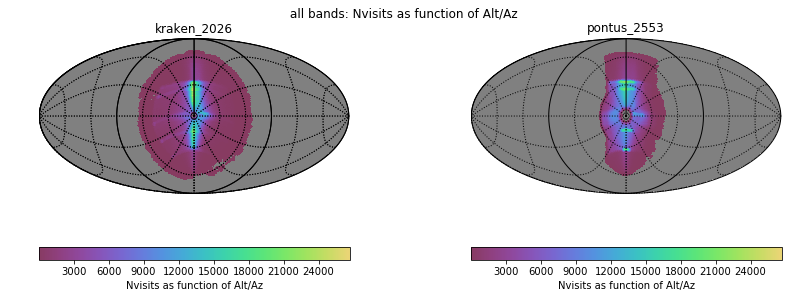 all bands: Nvisits as function of Alt/Az
kraken_2026
pontus_2553
3000 6000 9000 12000 15000 18000 21000 24000
Nvisits as function of Alt/Az
3000 6000 9000 12000 15000 18000 21000 24000
Nvisits as function of Alt/Az